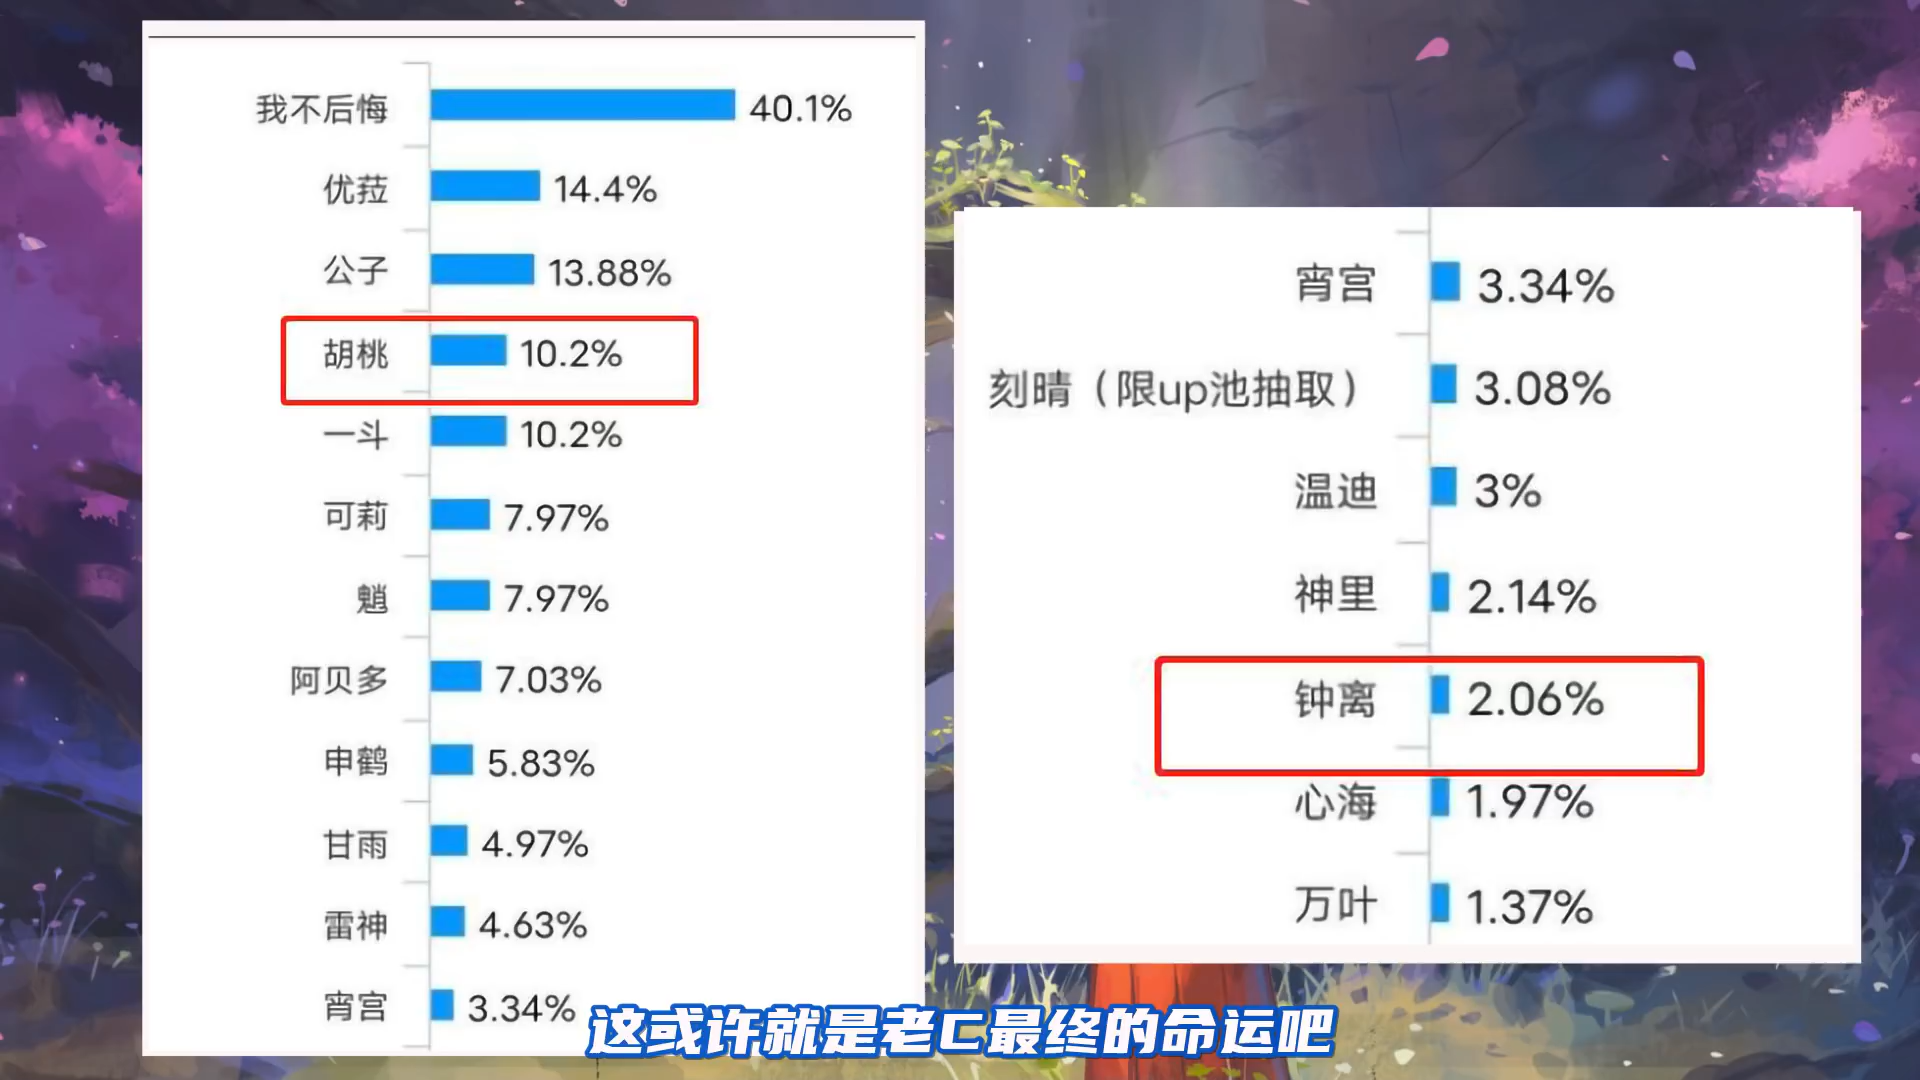 我不后悔 40.1%
优菈 14.4%
公子 13.88%
胡桃 10.2%
一斗 10.2%
可莉 7.97%
魈 7.97%
阿贝多 7.03%
申鹤 5.83%
甘雨 4.97%
雷神 4.63%
宵宫 3.34%
宵宫 3.34%
刻晴（限up池抽取） 3.08%
温迪 3%
神里 2.14%
钟离 2.06%
心海 1.97%
万叶 1.37%
这或许就是老C最终的命运吧